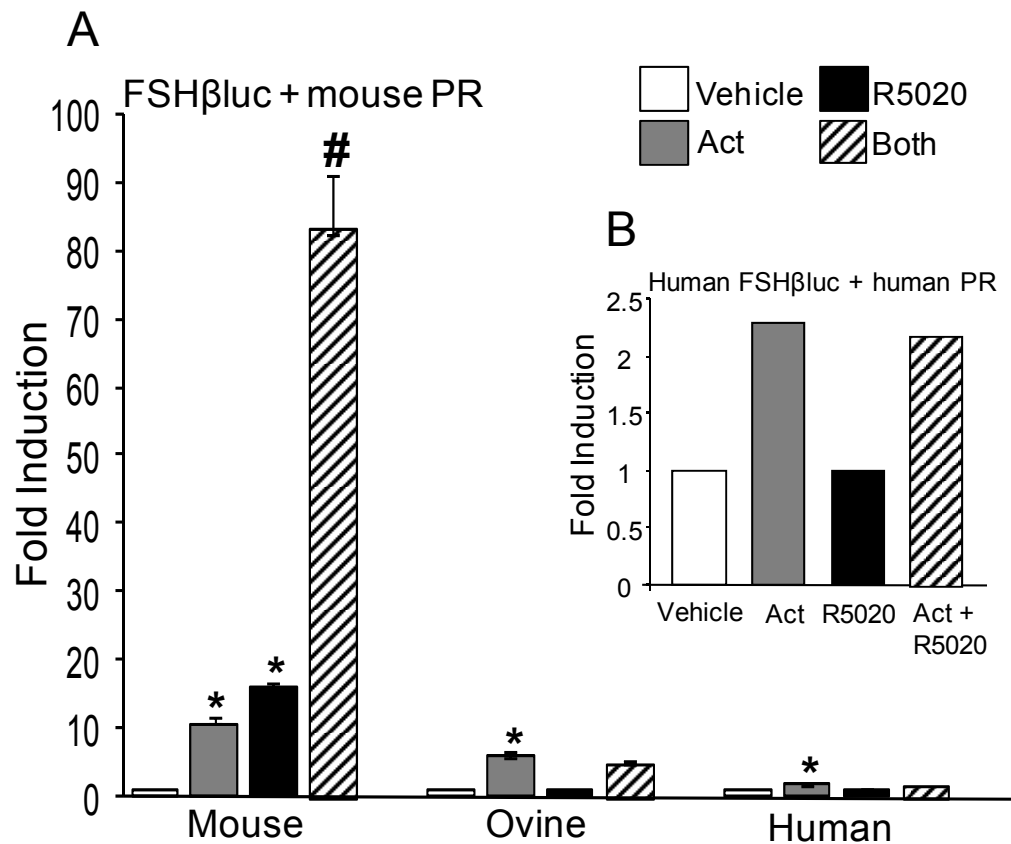 A
FSHβluc + mouse PR
Vehicle
R5020
Act
Both
Fold Induction
100
90
80
70
60
50
40
30
20
10
0
#
*
*
*
*
Mouse
Ovine
Human
B
Human FSHβluc + human PR
Fold Induction
2.5
2
1.5
1
0.5
0
Vehicle
Act
R5020
Act +
R5020